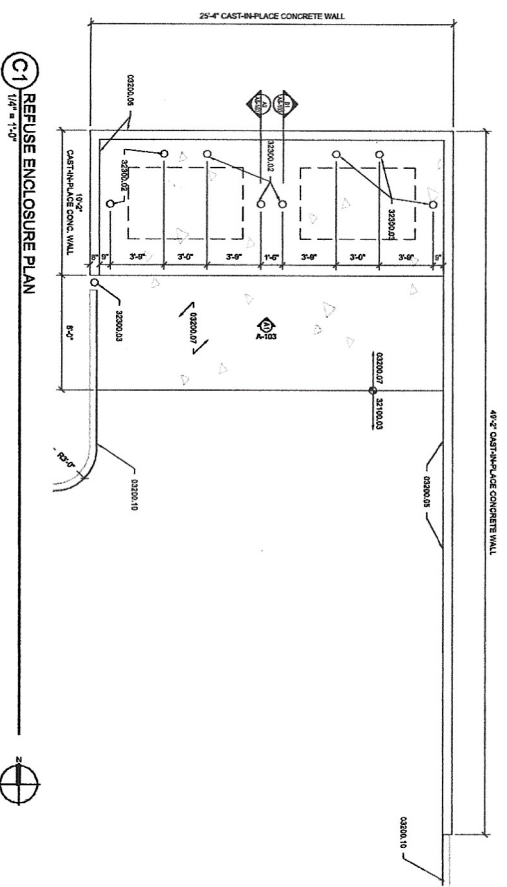 25'-4" CAST-IN-PLACE CONCRETE WALL
49'-2" CAST-IN-PLACE CONCRETE WALL
10'-2"
CAST-IN-PLACE CONC. WALL
8'-0"
03200.06
32300.02
32300.02
32300.03
32300.03
8"
9"
3'-9"
3'-0"
3'-9"
1'-6"
3'-9"
3'-0"
3'-9"
9"
A1
A-103
03200.07
03200.07
32100.03
03200.05
03200.10
R3'-0"
03200.10
C1
REFUSE ENCLOSURE PLAN
1/4" = 1'-0"
N